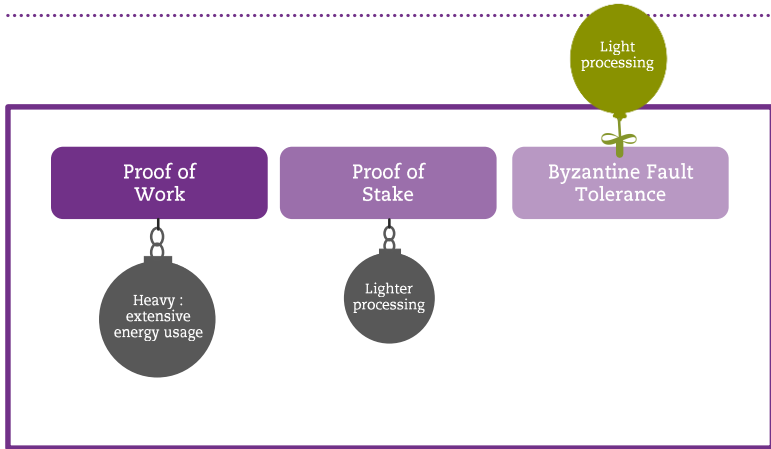 Light
processing
Proof of
Work
Proof of
Stake
Byzantine Fault
Tolerance
Heavy :
extensive
energy usage
Lighter
processing